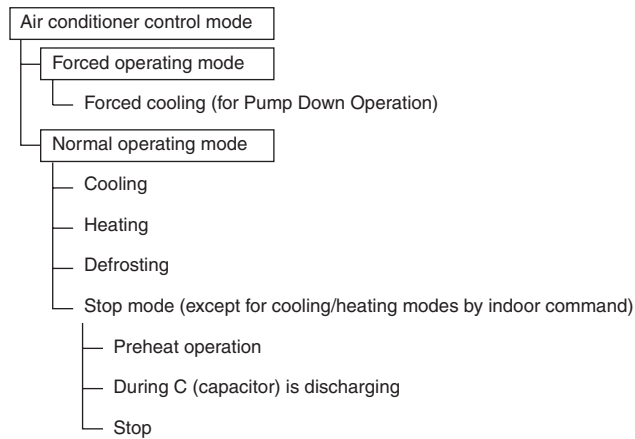 Air conditioner control mode
Forced operating mode
Forced cooling (for Pump Down Operation)
Normal operating mode
Cooling
Heating
Defrosting
Stop mode (except for cooling/heating modes by indoor command)
Preheat operation
During C (capacitor) is discharging
Stop